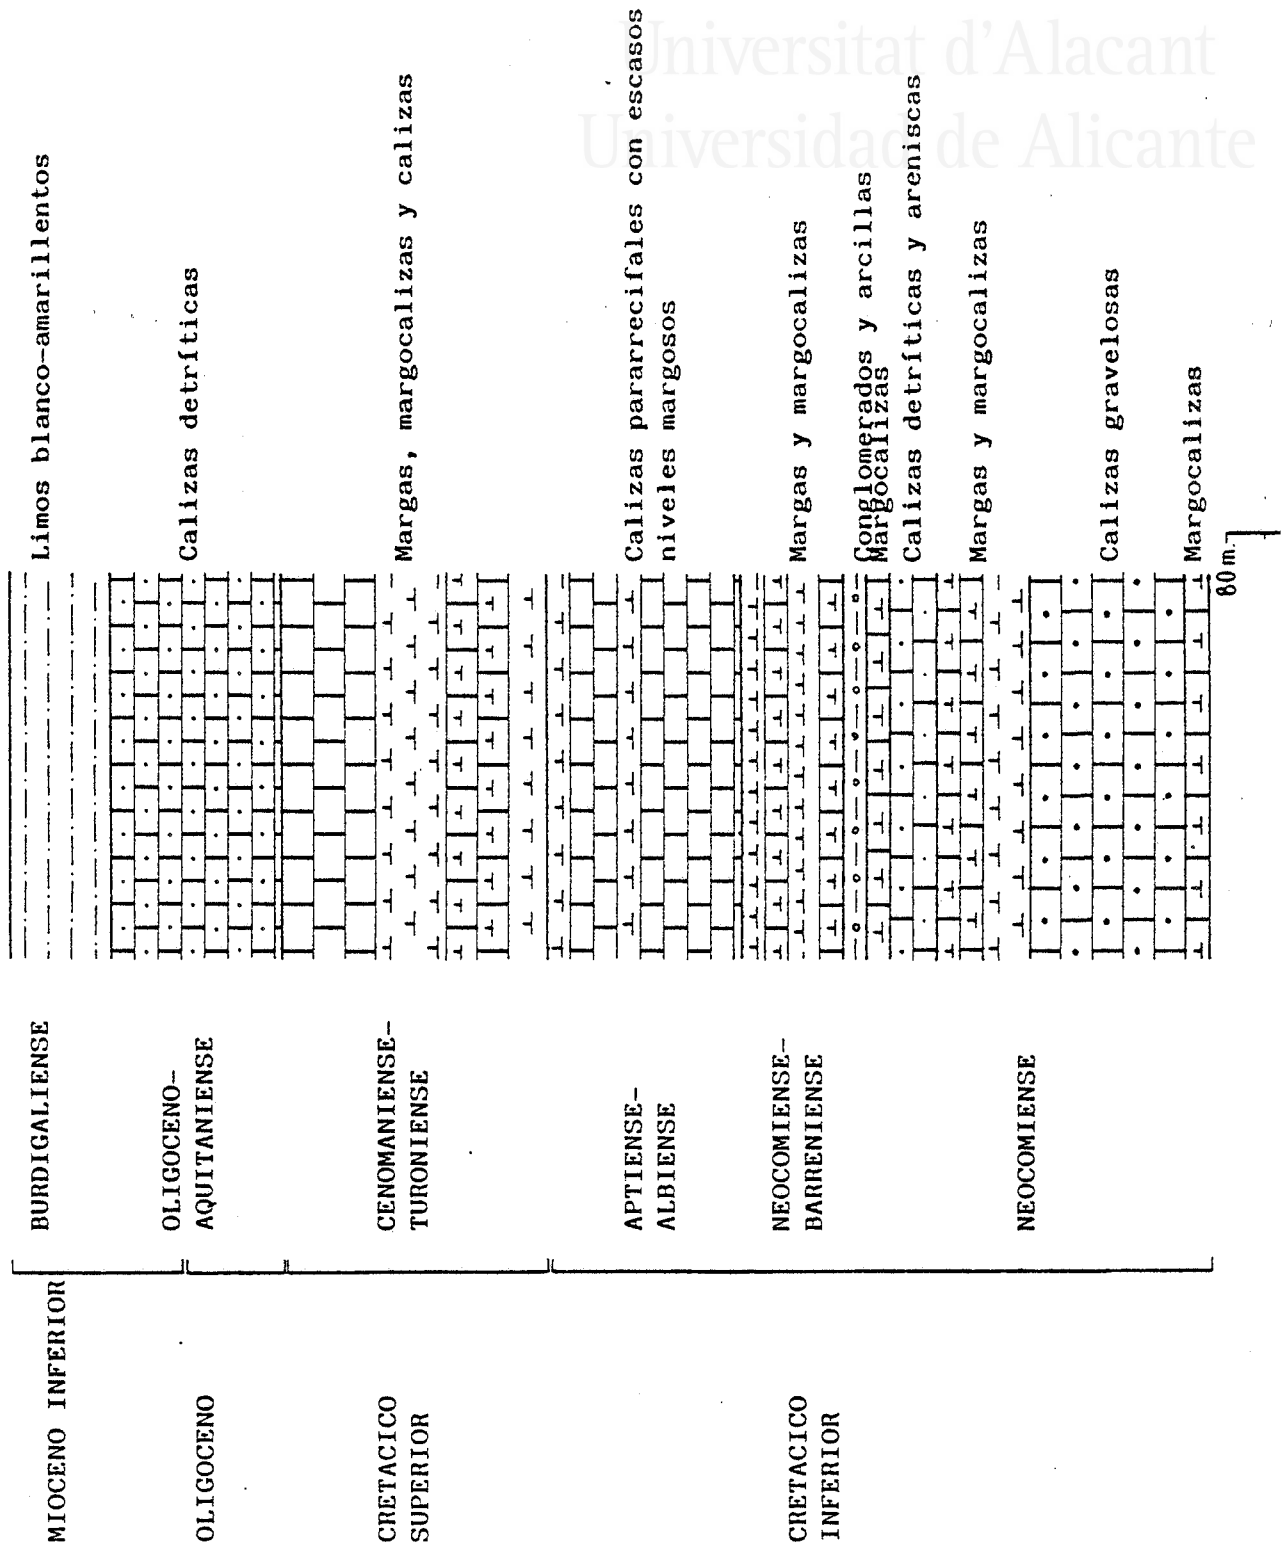 Universitat d'Alacant
Universidad de Alicante
MIOCENO INFERIOR
BURDIGALIENSE
Limos blanco-amarillentos
OLIGOCENO
OLIGOCENO-
AQUITANIENSE
Calizas detríticas
CRETACICO
SUPERIOR
CENOMANIENSE-
TURONIENSE
Margas, margocalizas y calizas
CRETACICO
INFERIOR
APTIENSE-
ALBIENSE
Calizas pararrecifales con escasos
niveles margosos
NEOCOMIENSE-
BARRENIENSE
Margas y margocalizas
Conglomerados y arcillas
Margocalizas
Calizas detríticas y areniscas
NEOCOMIENSE
Margas y margocalizas
Calizas gravelosas
Margocalizas
80 m.